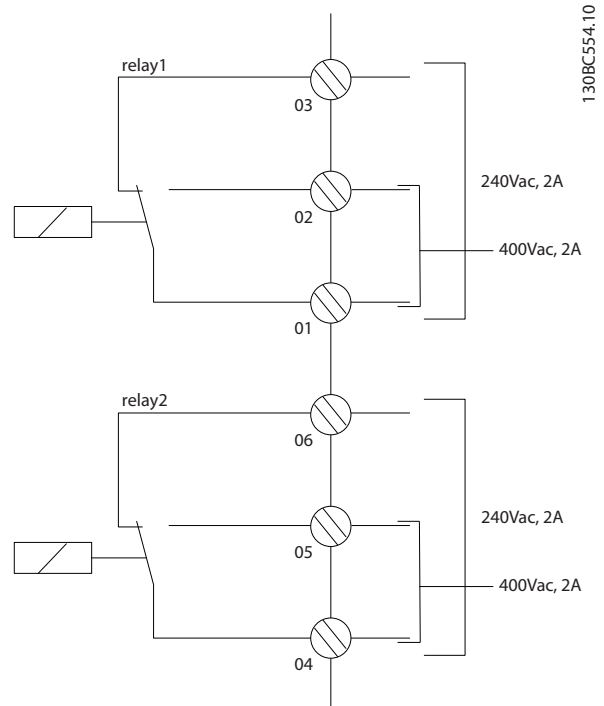 130BC554.10
relay1
03
240Vac, 2A
02
400Vac, 2A
01
relay2
06
240Vac, 2A
05
400Vac, 2A
04